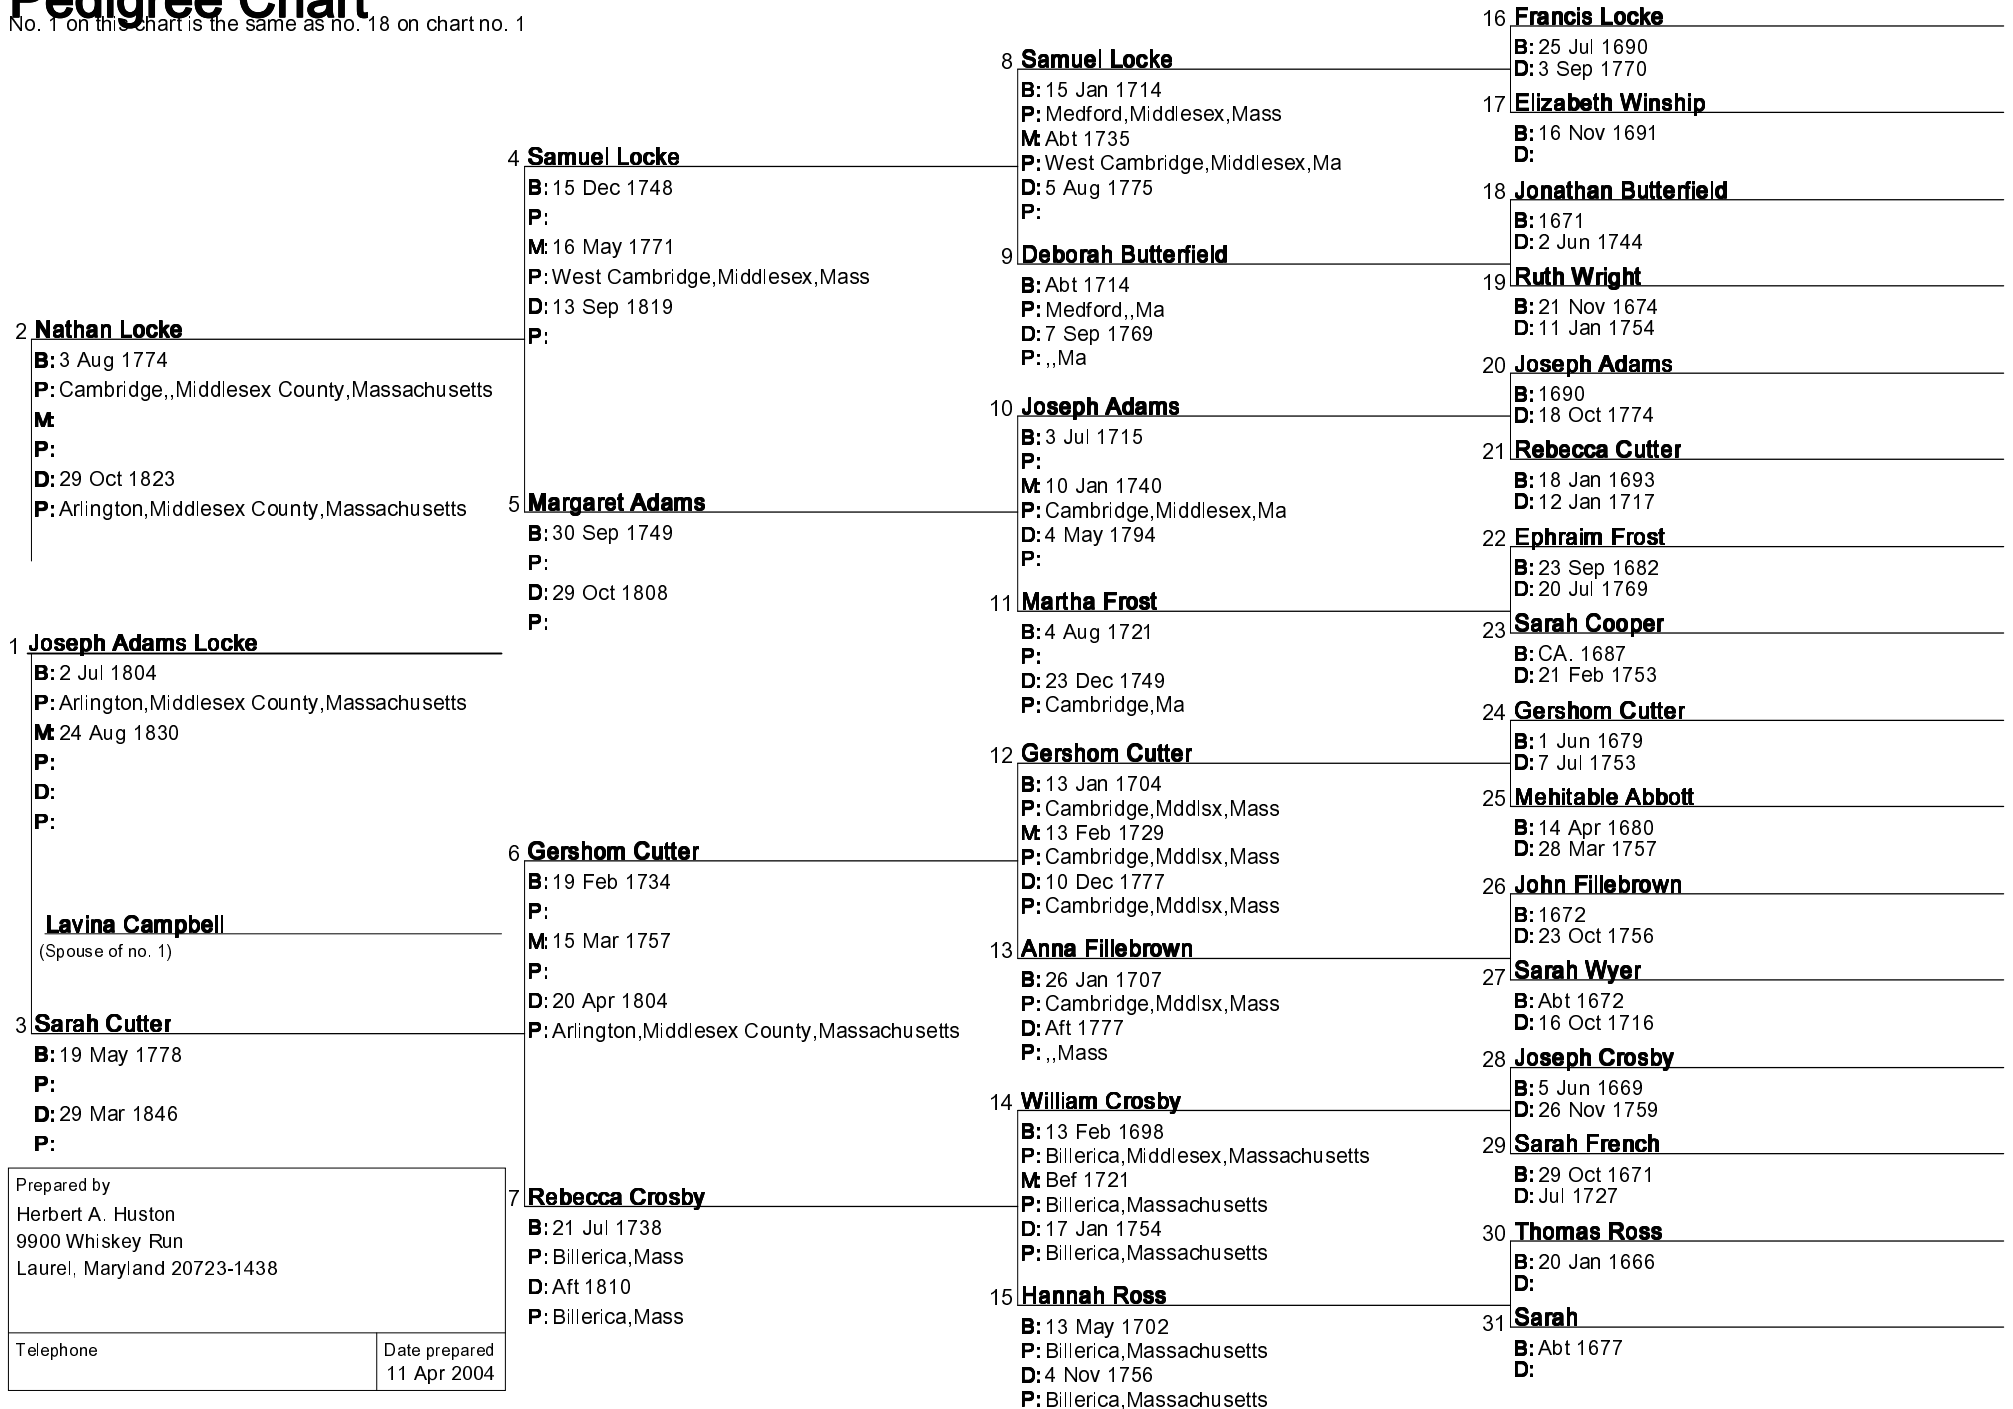 Pedigree Chart
No. 1 on this chart is the same as no. 18 on chart no. 1
2 Nathan Locke
B: 3 Aug 1774
P: Cambridge,,Middlesex County,Massachusetts
M:
P:
D: 29 Oct 1823
P: Arlington,Middlesex County,Massachusetts
1 Joseph Adams Locke
B: 2 Jul 1804
P: Arlington,Middlesex County,Massachusetts
M: 24 Aug 1830
P:
D:
P:
Lavina Campbell
(Spouse of no. 1)
3 Sarah Cutter
B: 19 May 1778
P:
D: 29 Mar 1846
P:
Prepared by
Herbert A. Huston
9900 Whiskey Run
Laurel, Maryland 20723-1438
Telephone
Date prepared
11 Apr 2004
4 Samuel Locke
B: 15 Dec 1748
P:
M: 16 May 1771
P: West Cambridge,Middlesex,Mass
D: 13 Sep 1819
P:
5 Margaret Adams
B: 30 Sep 1749
P:
D: 29 Oct 1808
P:
6 Gershom Cutter
B: 19 Feb 1734
P:
M: 15 Mar 1757
P:
D: 20 Apr 1804
P: Arlington,Middlesex County,Massachusetts
7 Rebecca Crosby
B: 21 Jul 1738
P: Billerica,Mass
D: Aft 1810
P: Billerica,Mass
8 Samuel Locke
B: 15 Jan 1714
P: Medford,Middlesex,Mass
M: Abt 1735
P: West Cambridge,Middlesex,Ma
D: 5 Aug 1775
P:
9 Deborah Butterfield
B: Abt 1714
P: Medford,,Ma
D: 7 Sep 1769
P: ,,Ma
10 Joseph Adams
B: 3 Jul 1715
P:
M: 10 Jan 1740
P: Cambridge,Middlesex,Ma
D: 4 May 1794
P:
11 Martha Frost
B: 4 Aug 1721
P:
D: 23 Dec 1749
P: Cambridge,Ma
12 Gershom Cutter
B: 13 Jan 1704
P: Cambridge,Mddlsx,Mass
M: 13 Feb 1729
P: Cambridge,Mddlsx,Mass
D: 10 Dec 1777
P: Cambridge,Mddlsx,Mass
13 Anna Fillebrown
B: 26 Jan 1707
P: Cambridge,Mddlsx,Mass
D: Aft 1777
P: ,,Mass
14 William Crosby
B: 13 Feb 1698
P: Billerica,Middlesex,Massachusetts
M: Bef 1721
P: Billerica,Massachusetts
D: 17 Jan 1754
P: Billerica,Massachusetts
15 Hannah Ross
B: 13 May 1702
P: Billerica,Massachusetts
D: 4 Nov 1756
P: Billerica,Massachusetts
16 Francis Locke
B: 25 Jul 1690
D: 3 Sep 1770
17 Elizabeth Winship
B: 16 Nov 1691
D:
18 Jonathan Butterfield
B: 1671
D: 2 Jun 1744
19 Ruth Wright
B: 21 Nov 1674
D: 11 Jan 1754
20 Joseph Adams
B: 1690
D: 18 Oct 1774
21 Rebecca Cutter
B: 18 Jan 1693
D: 12 Jan 1717
22 Ephraim Frost
B: 23 Sep 1682
D: 20 Jul 1769
23 Sarah Cooper
B: CA. 1687
D: 21 Feb 1753
24 Gershom Cutter
B: 1 Jun 1679
D: 7 Jul 1753
25 Mehitable Abbott
B: 14 Apr 1680
D: 28 Mar 1757
26 John Fillebrown
B: 1672
D: 23 Oct 1756
27 Sarah Wyer
B: Abt 1672
D: 16 Oct 1716
28 Joseph Crosby
B: 5 Jun 1669
D: 26 Nov 1759
29 Sarah French
B: 29 Oct 1671
D: Jul 1727
30 Thomas Ross
B: 20 Jan 1666
D:
31 Sarah
B: Abt 1677
D: